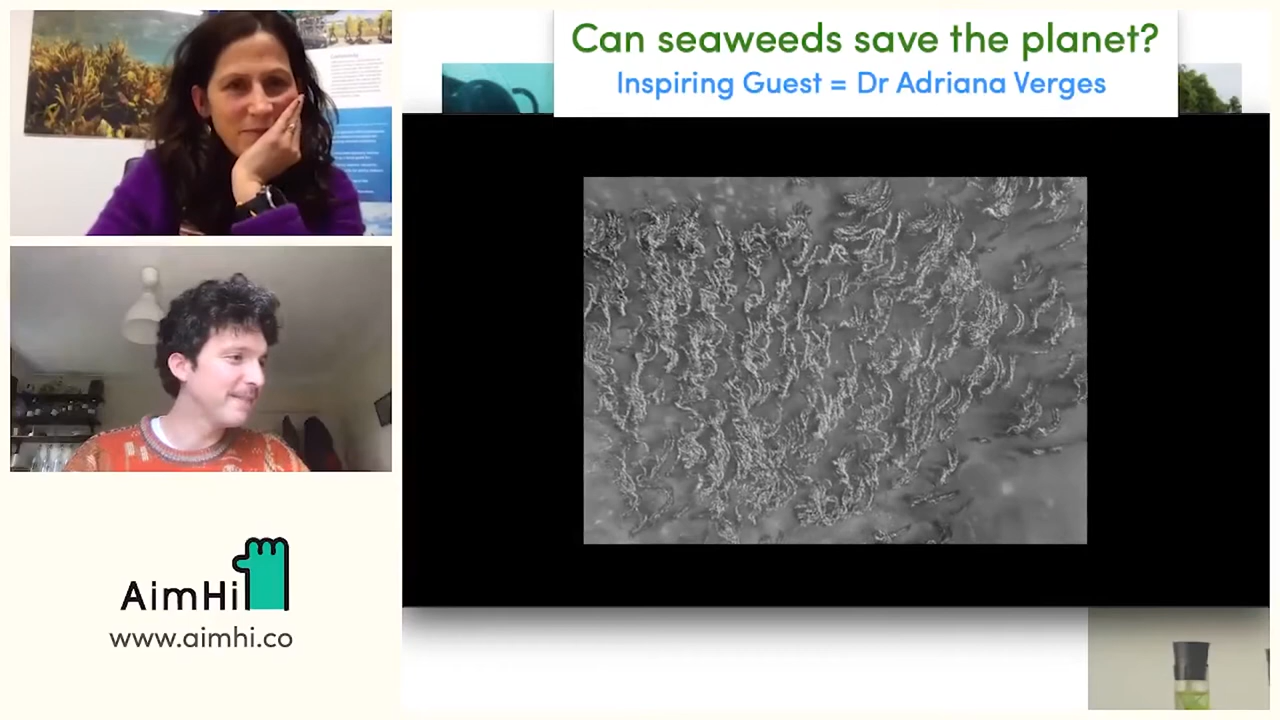 Can seaweeds save the planet?
Inspiring Guest = Dr Adriana Verges
AimHi
www.aimhi.co